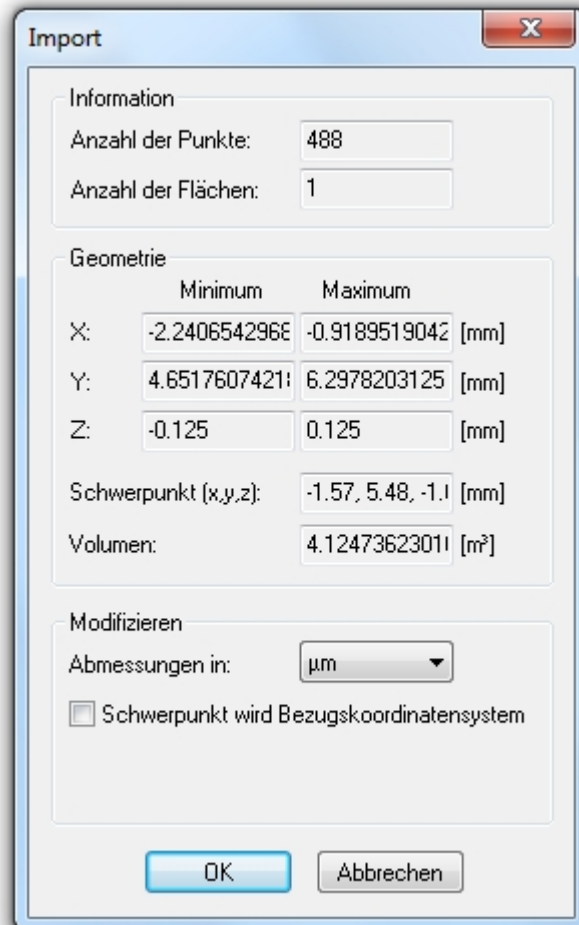 Import
Information
Anzahl der Punkte: 488
Anzahl der Flächen: 1
Geometrie
Minimum Maximum
X: -2.2406542968 -0.9189519042 [mm]
Y: 4.6517607421 6.2978203125 [mm]
Z: -0.125 0.125 [mm]
Schwerpunkt (x,y,z): -1.57, 5.48, -1. [mm]
Volumen: 4.1247362301 [m³]
Modifizieren
Abmessungen in: µm
Schwerpunkt wird Bezugskoordinatensystem
OK Abbrechen